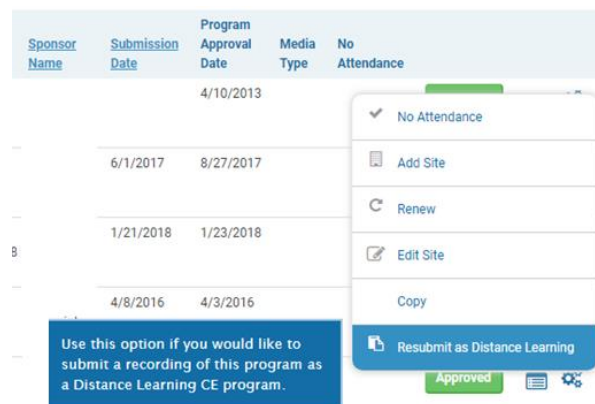 Sponsor Name
Submission Date
Program Approval Date
Media Type
No Attendance
4/10/2013
No Attendance
6/1/2017 8/27/2017
Add Site
Renew
1/21/2018 1/23/2018
8
Edit Site
4/8/2016 4/3/2016
Copy
Use this option if you would like to
submit a recording of this program as
a Distance Learning CE program.
Resubmit as Distance Learning
Approved